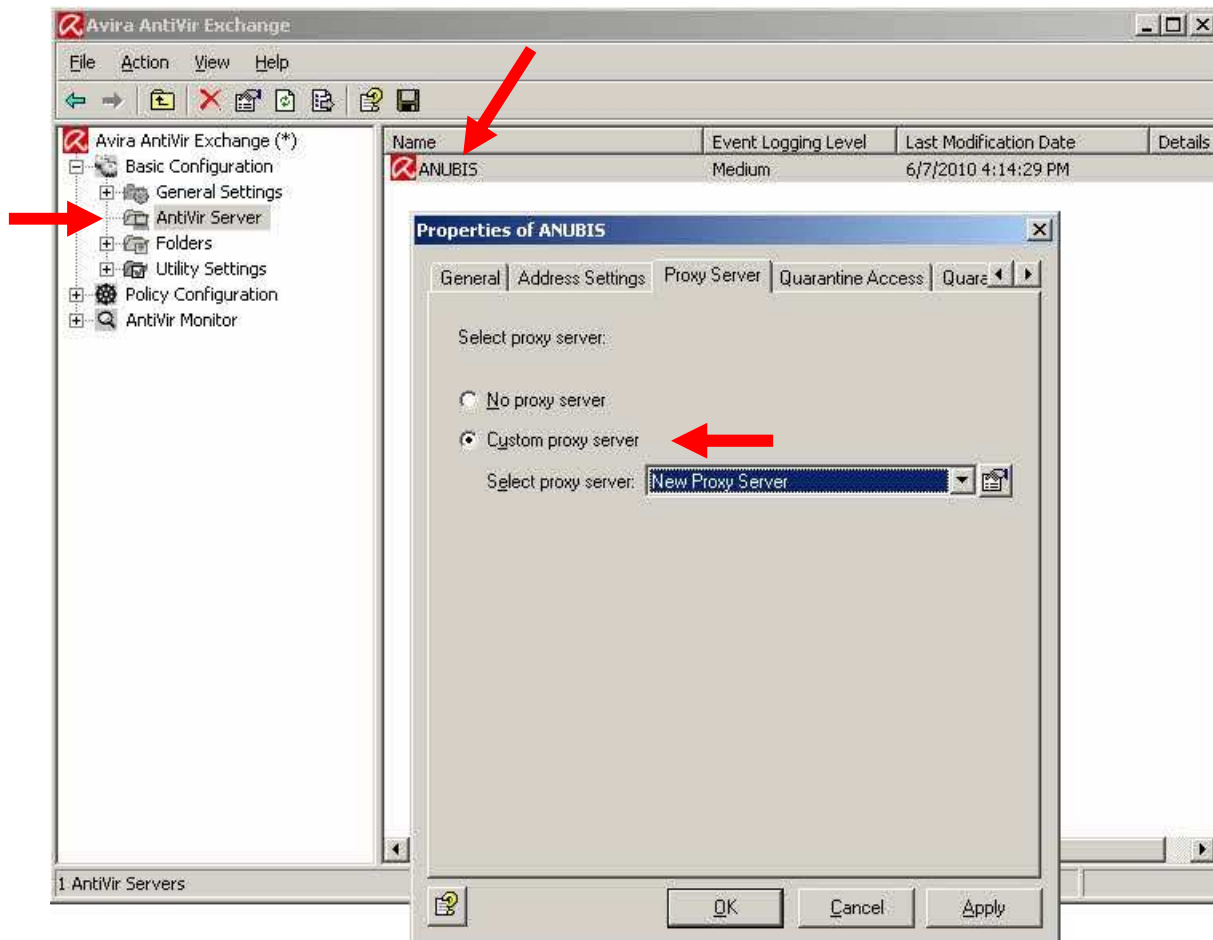 Avira AntiVir Exchange
File Action View Help
Avira AntiVir Exchange (*)
Basic Configuration
General Settings
AntiVir Server
Folders
Utility Settings
Policy Configuration
AntiVir Monitor
Name Event Logging Level Last Modification Date Details
ANUBIS Medium 6/7/2010 4:14:29 PM
Properties of ANUBIS
General Address Settings Proxy Server Quarantine Access Quara
Select proxy server:
No proxy server
Custom proxy server
Select proxy server: New Proxy Server
OK Cancel Apply
1 AntiVir Servers